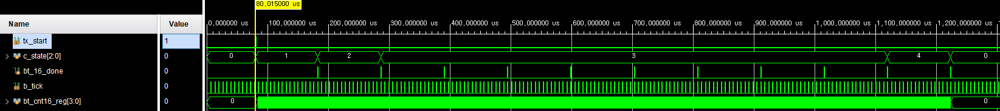 80,015000 us
Name Value
0,000000 us 100,000000 us 200,000000 us 300,000000 us 400,000000 us 500,000000 us 600,000000 us 700,000000 us 800,000000 us 900,000000 us 1,000,000000 us 1,100,000000 us 1,200,000000 us
tx_start 1
c_state[2:0] 0 0 1 2 3 4 0
bt_16_done 0
b_tick 0
bt_cnt16_reg[3:0] 0 0 0